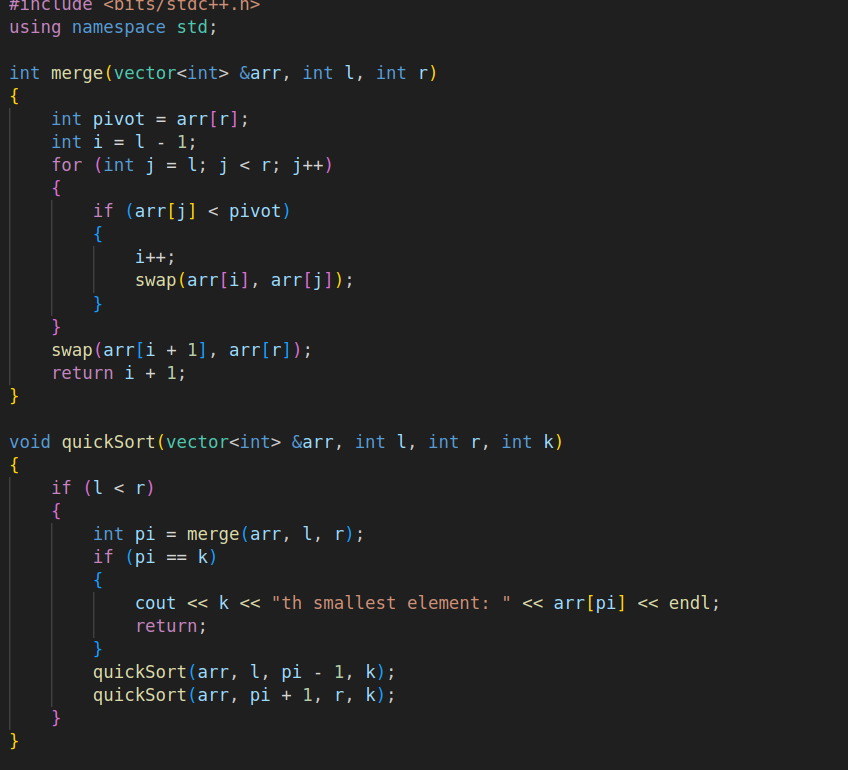 #include <bits/stdc++.h>
using namespace std;

int merge(vector<int> &arr, int l, int r)
{
    int pivot = arr[r];
    int i = l - 1;
    for (int j = l; j < r; j++)
    {
        if (arr[j] < pivot)
        {
            i++;
            swap(arr[i], arr[j]);
        }
    }
    swap(arr[i + 1], arr[r]);
    return i + 1;
}

void quickSort(vector<int> &arr, int l, int r, int k)
{
    if (l < r)
    {
        int pi = merge(arr, l, r);
        if (pi == k)
        {
            cout << k << "th smallest element: " << arr[pi] << endl;
            return;
        }
        quickSort(arr, l, pi - 1, k);
        quickSort(arr, pi + 1, r, k);
    }
}